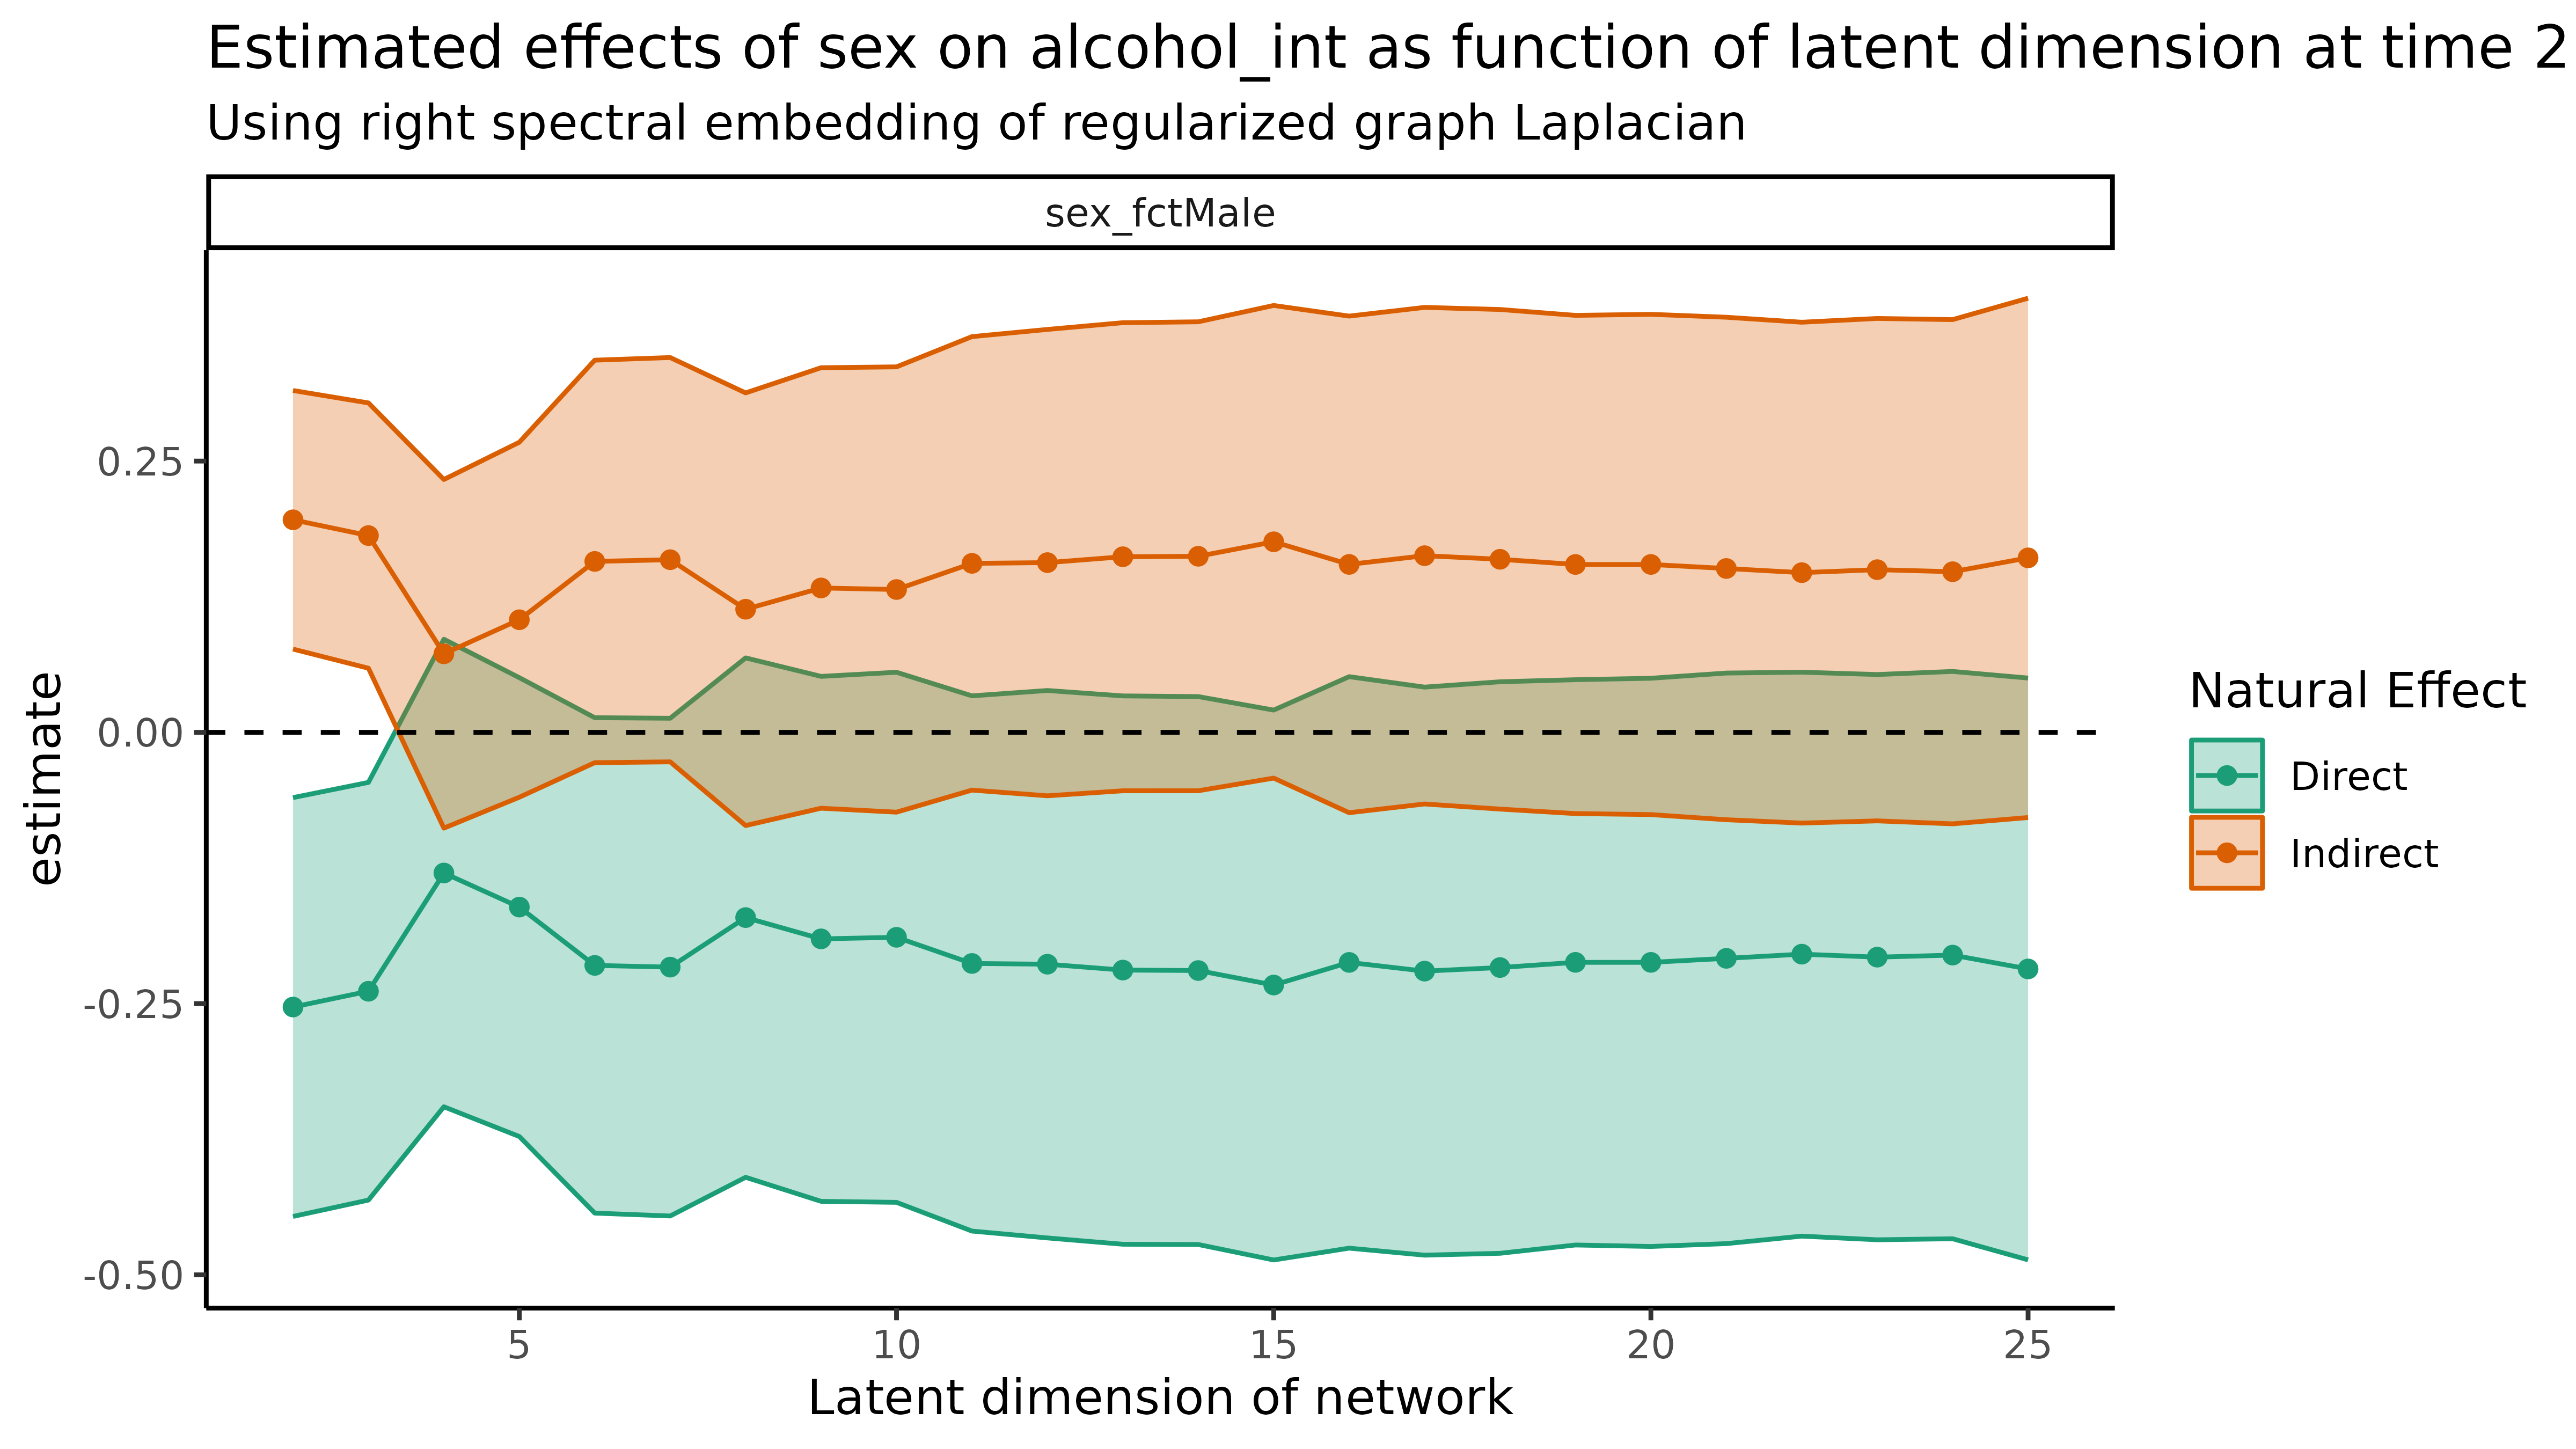 Estimated effects of sex on alcohol_int as function of latent dimension at time 2
Using right spectral embedding of regularized graph Laplacian
sex_fctMale
estimate
0.25
0.00
-0.25
-0.50
5 10 15 20 25
Latent dimension of network
Natural Effect
Direct
Indirect